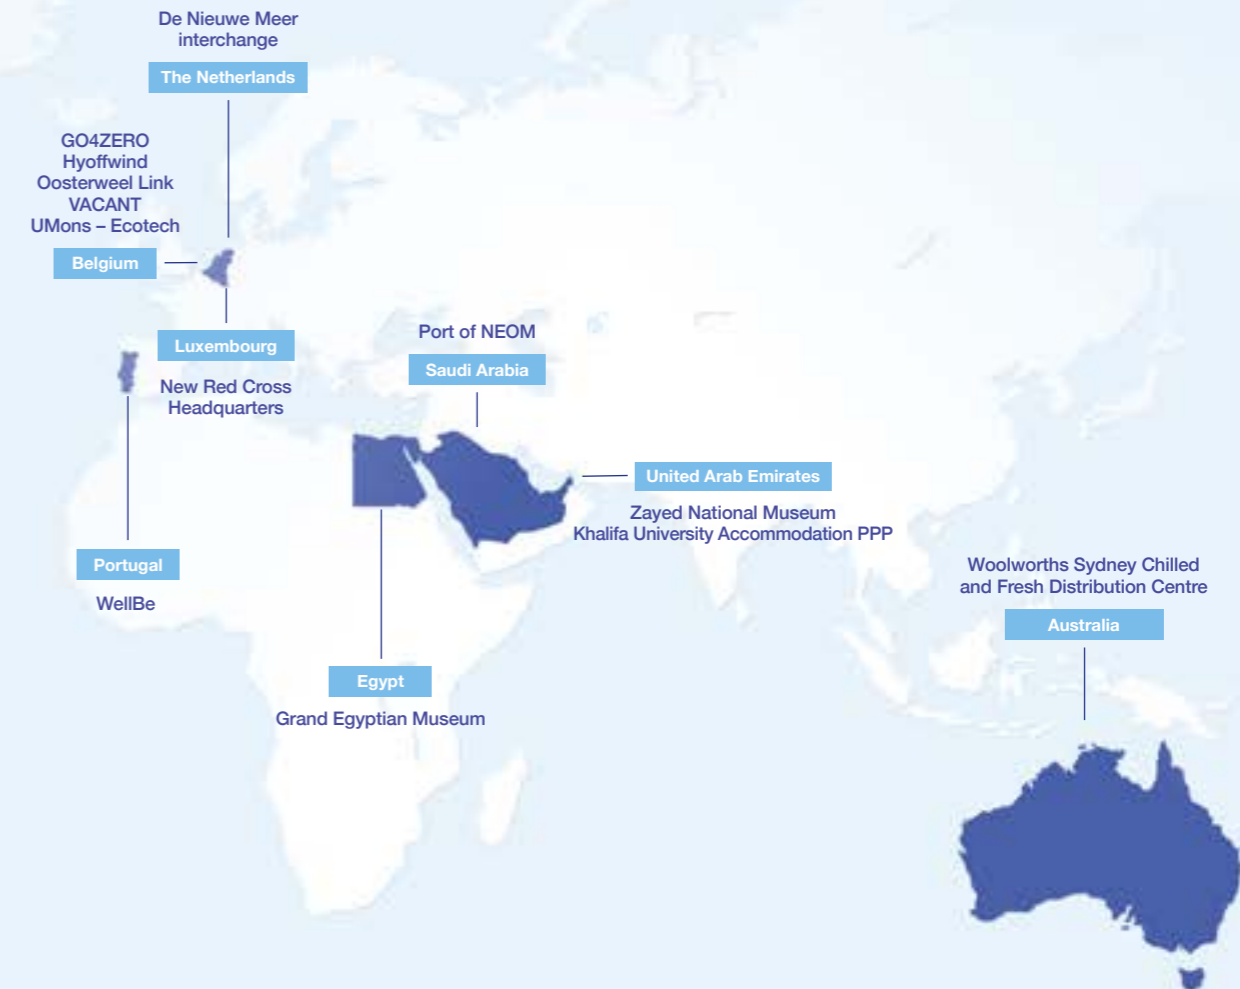 De Nieuwe Meer
interchange
The Netherlands
GO4ZERO
Hyoffwind
Oosterweel Link
VACANT
UMons – Ecotech
Belgium
Luxembourg
New Red Cross
Headquarters
Port of NEOM
Saudi Arabia
United Arab Emirates
Zayed National Museum
Khalifa University Accommodation PPP
Portugal
WellBe
Woolworths Sydney Chilled
and Fresh Distribution Centre
Australia
Egypt
Grand Egyptian Museum